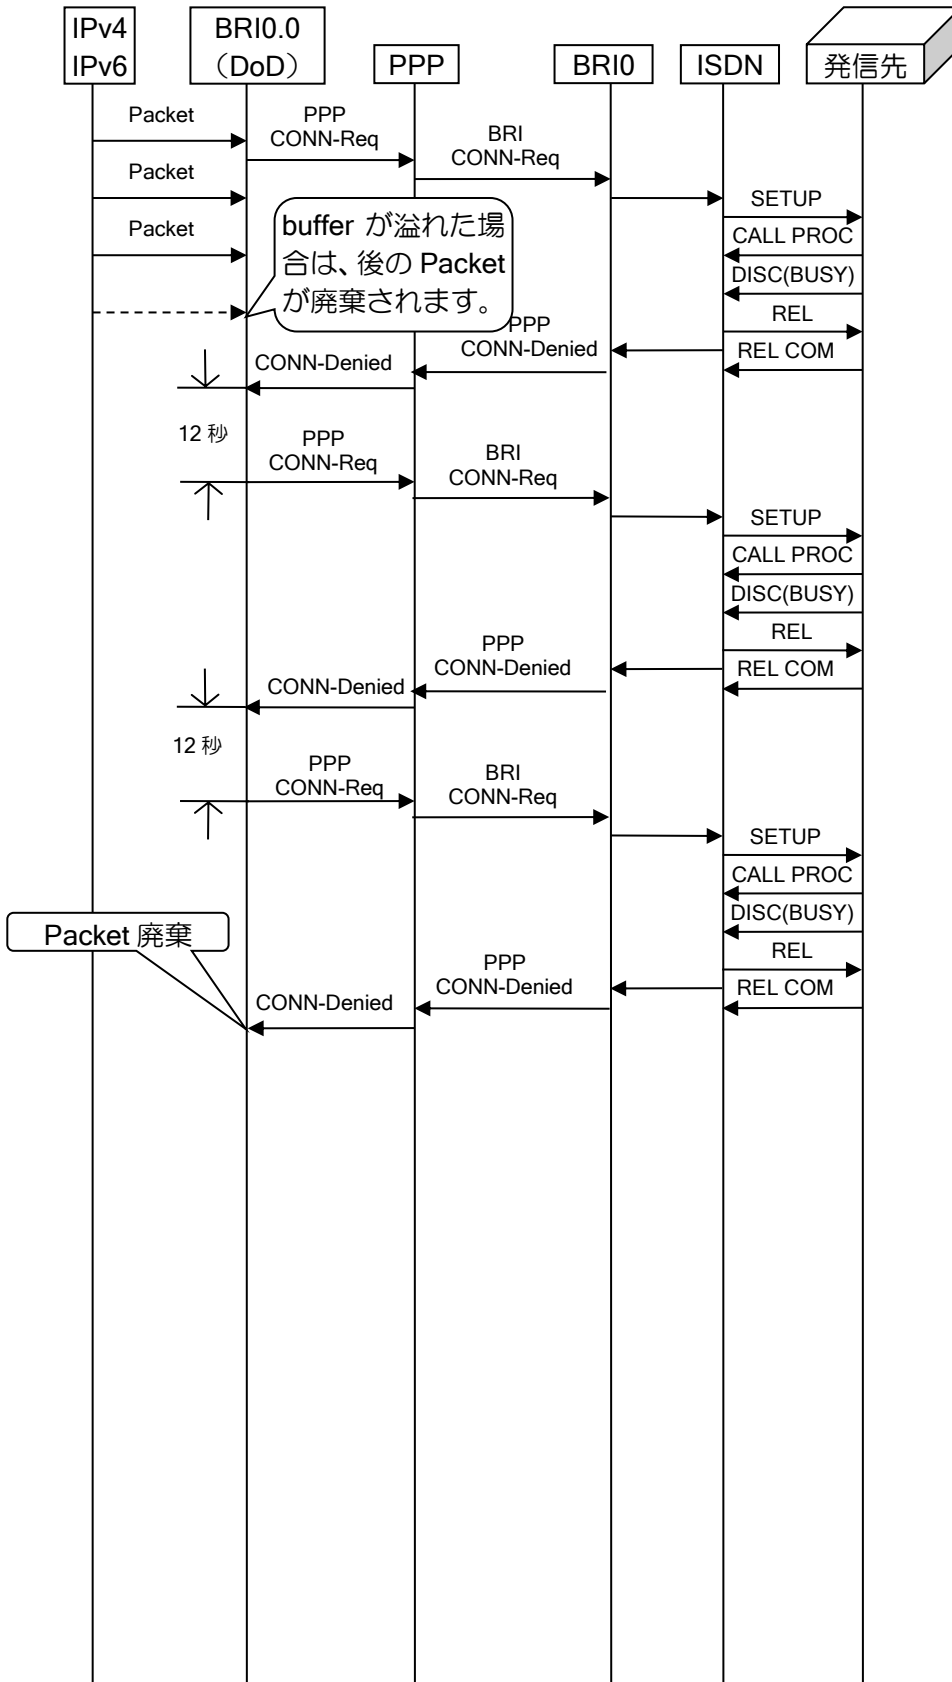 IPv4
IPv6
BRI0.0
（DoD）
PPP
BRI0
ISDN
発信先
Packet
PPP
CONN-Req
BRI
CONN-Req
Packet
SETUP
Packet
buffer が溢れた場
合は、後の Packet
が廃棄されます。
CALL PROC
DISC(BUSY)
REL
PPP
CONN-Denied
REL COM
CONN-Denied
12 秒
PPP
CONN-Req
BRI
CONN-Req
SETUP
CALL PROC
DISC(BUSY)
REL
PPP
CONN-Denied
REL COM
CONN-Denied
12 秒
PPP
CONN-Req
BRI
CONN-Req
SETUP
CALL PROC
DISC(BUSY)
Packet 廃棄
REL
PPP
CONN-Denied
REL COM
CONN-Denied